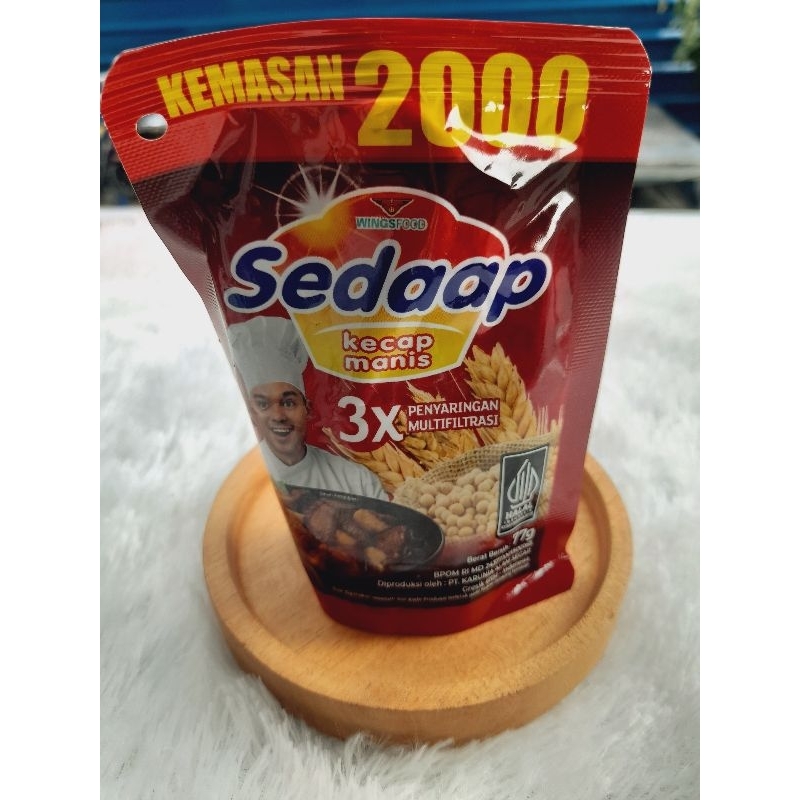 KEMASAN 2000
WINGSFOOD
Sedaap
kecap
manis
3x PENYARINGAN
MULTIFILTRASI
HALAL
Berat Bersih 77g
BPOM RI MD
Diproduksi oleh : PT. KARUNIA